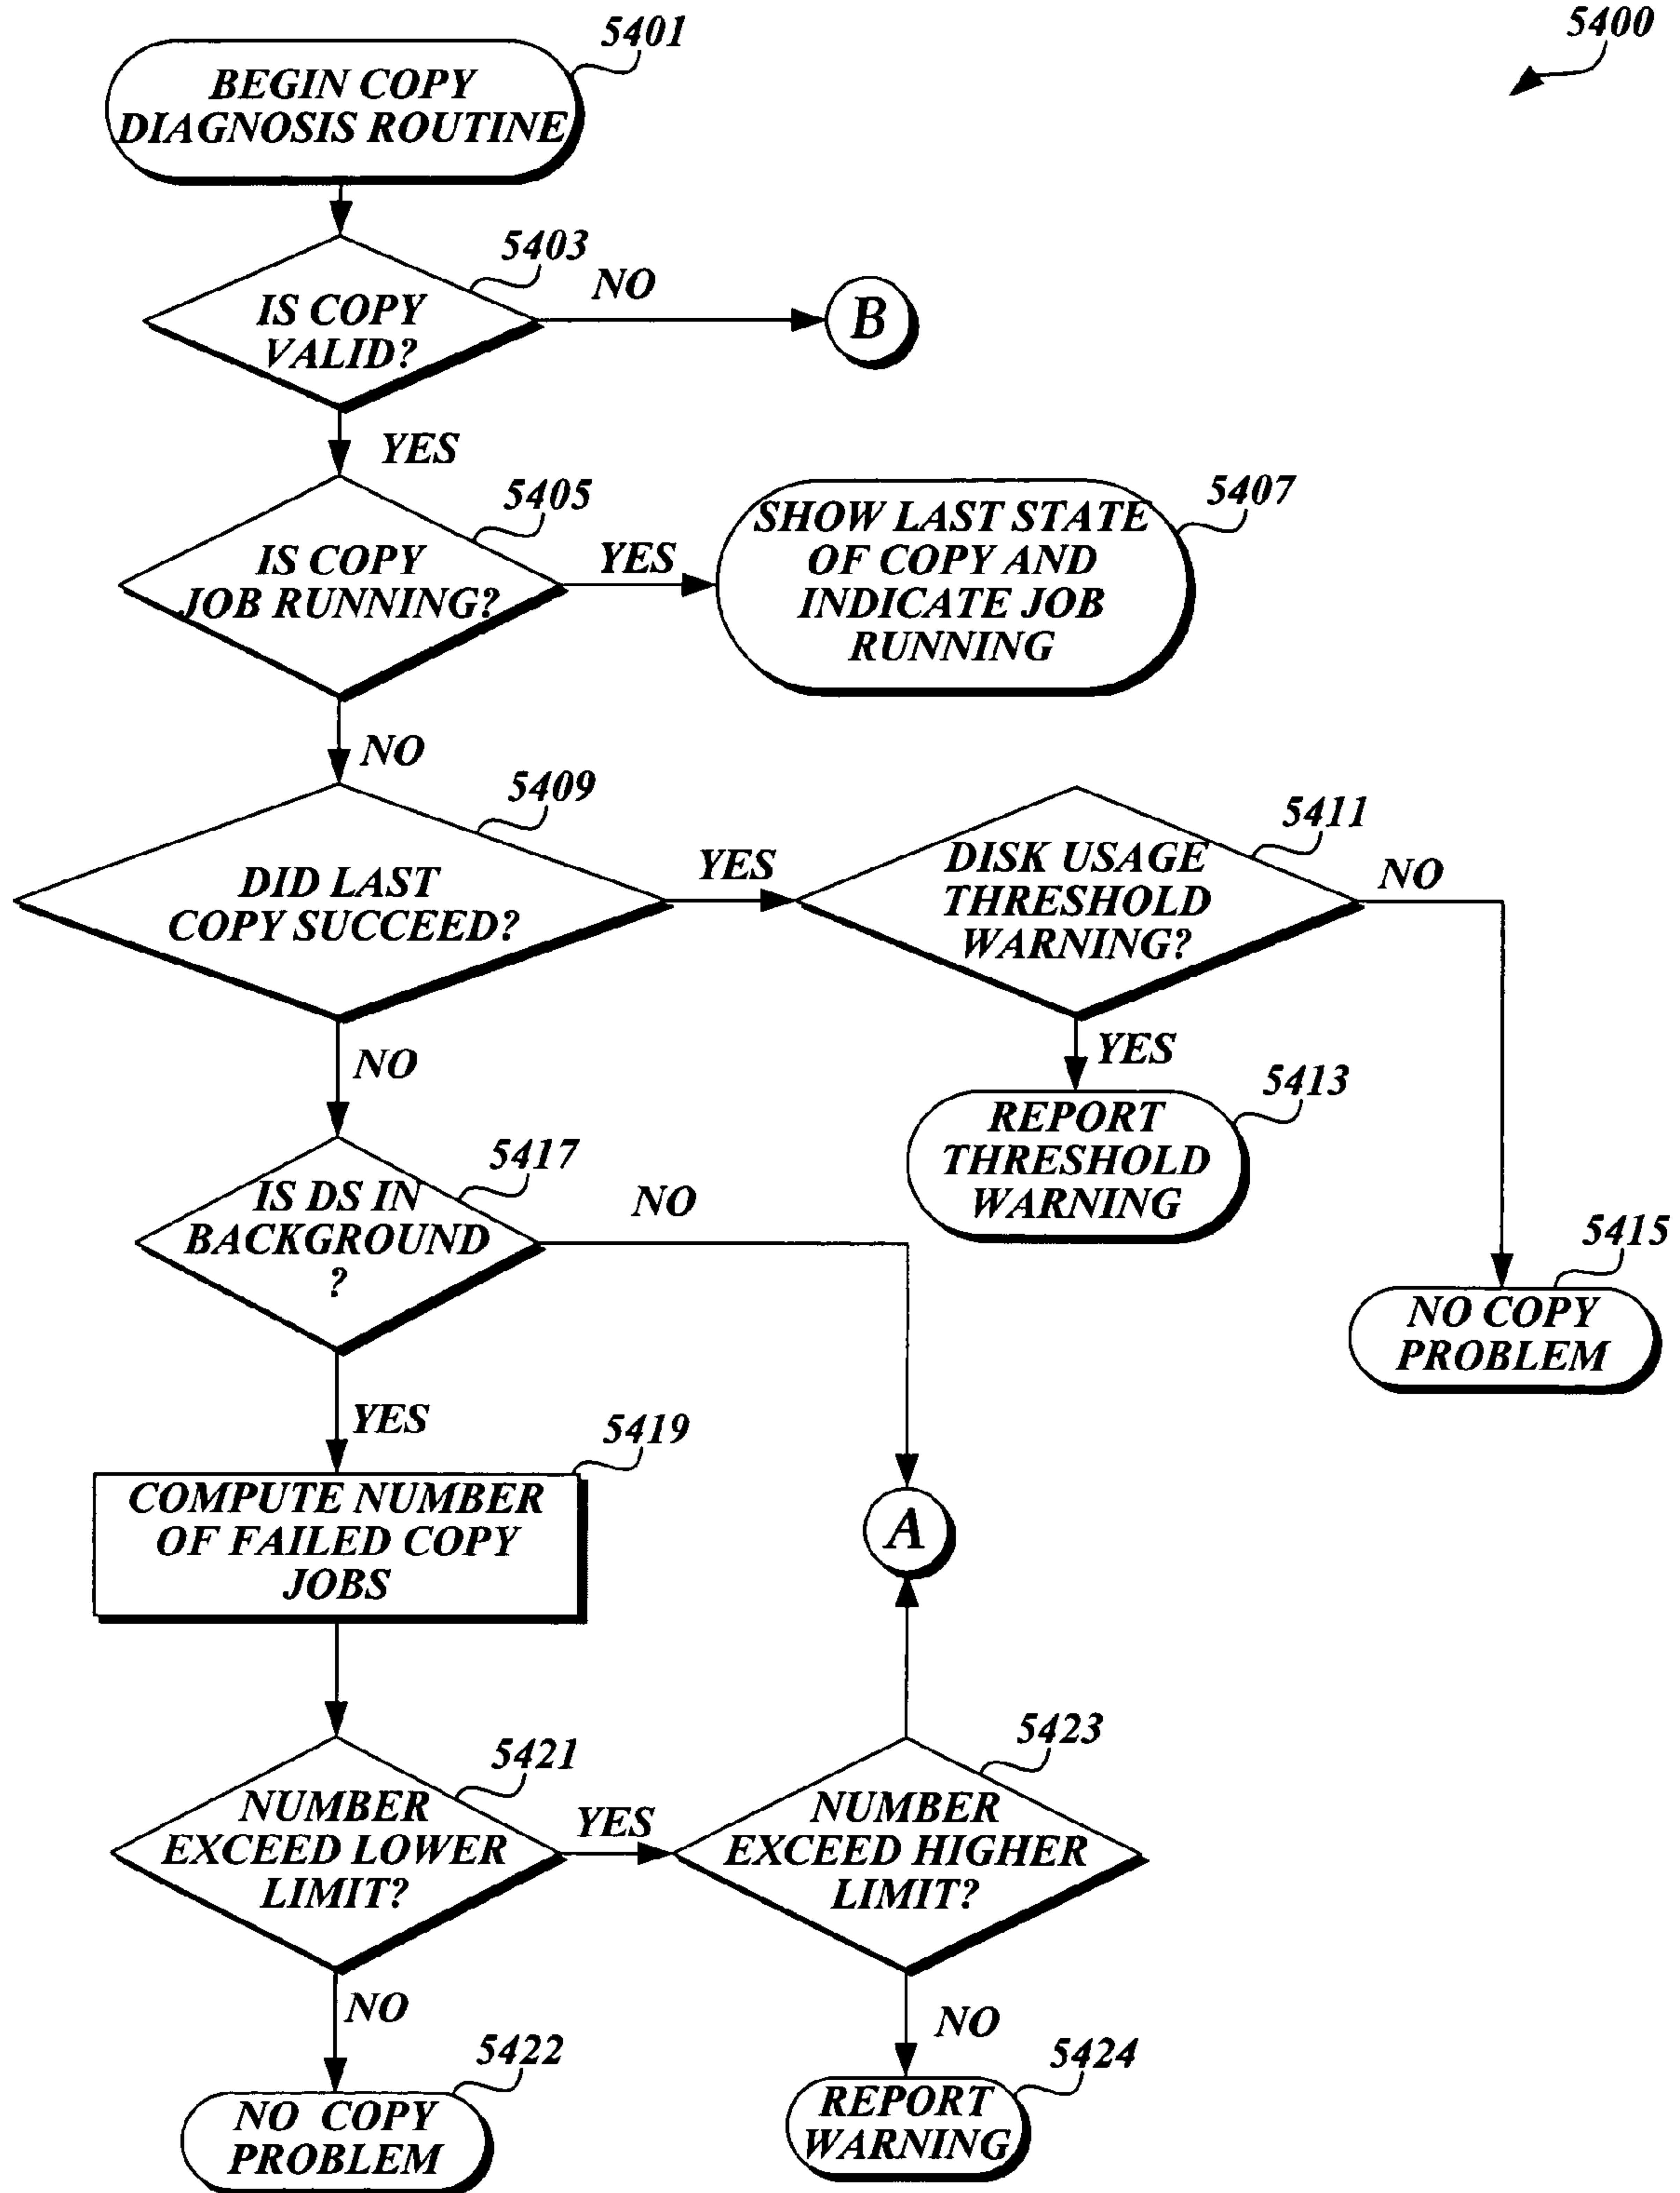 5400
5401
BEGIN COPY
DIAGNOSIS ROUTINE
5403
IS COPY
VALID?
NO
B
YES
5405
IS COPY
JOB RUNNING?
YES
5407
SHOW LAST STATE
OF COPY AND
INDICATE JOB
RUNNING
NO
5409
DID LAST
COPY SUCCEED?
YES
5411
DISK USAGE
THRESHOLD
WARNING?
NO
YES
5413
REPORT
THRESHOLD
WARNING
5415
NO COPY
PROBLEM
NO
5417
IS DS IN
BACKGROUND
?
NO
A
YES
5419
COMPUTE NUMBER
OF FAILED COPY
JOBS
5421
NUMBER
EXCEED LOWER
LIMIT?
YES
5423
NUMBER
EXCEED HIGHER
LIMIT?
NO
5422
NO COPY
PROBLEM
NO
5424
REPORT
WARNING